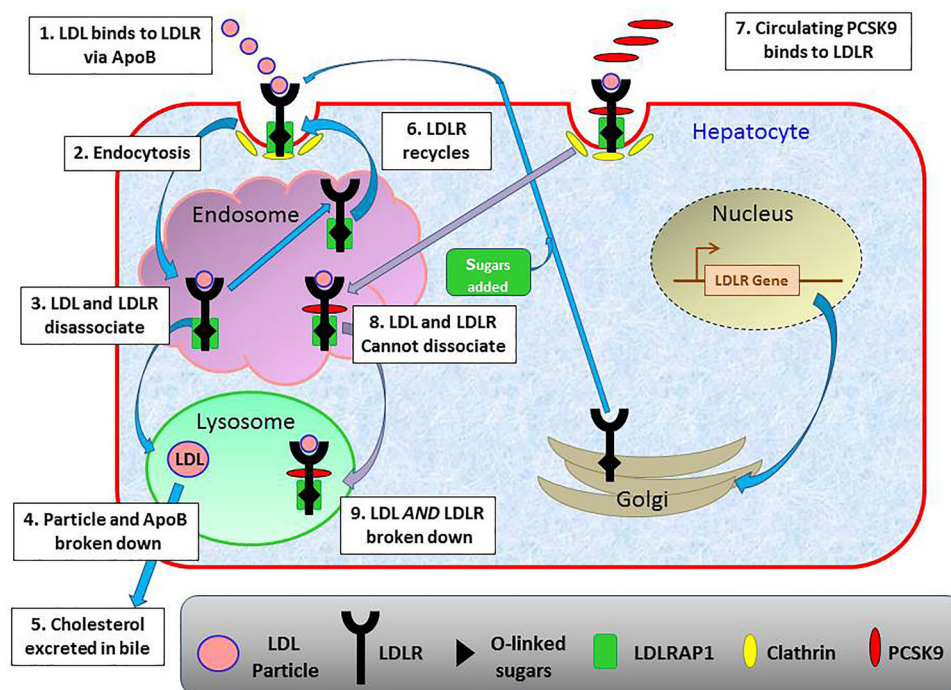 1. LDL binds to LDLR
via ApoB
7. Circulating PCSK9
binds to LDLR
2. Endocytosis
6. LDLR
recycles
Hepatocyte
Endosome
Nucleus
LDLR Gene
Sugars
added
3. LDL and LDLR
disassociate
8. LDL and LDLR
Cannot dissociate
Lysosome
LDL
Golgi
4. Particle and ApoB
broken down
9. LDL AND LDLR
broken down
5. Cholesterol
excreted in bile
LDL
Particle
LDLR
O-linked
sugars
LDLRAP1
Clathrin
PCSK9